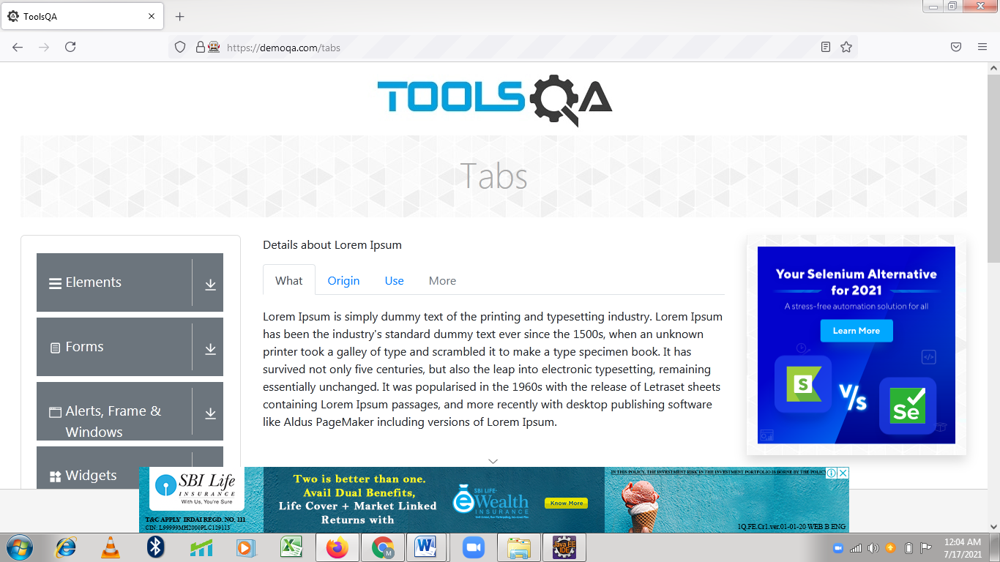 ToolsQA
https://demoqa.com/tabs
TOOLSQA
Tabs
Elements
Forms
Alerts, Frame &
Windows
Widgets
Details about Lorem Ipsum
What Origin Use More
Lorem Ipsum is simply dummy text of the printing and typesetting industry. Lorem Ipsum
has been the industry's standard dummy text ever since the 1500s, when an unknown
printer took a galley of type and scrambled it to make a type specimen book. It has
survived not only five centuries, but also the leap into electronic typesetting, remaining
essentially unchanged. It was popularised in the 1960s with the release of Letraset sheets
containing Lorem Ipsum passages, and more recently with desktop publishing software
like Aldus PageMaker including versions of Lorem Ipsum.
Your Selenium Alternative
for 2021
A stress-free automation solution for all
Learn More
S
V/s
Se
SBI Life
INSURANCE
With Us, You're Sure
T&C APPLY IRDAI REGD. NO. 111
CIN: L99999MH2000PLC129113
Two is better than one.
Avail Dual Benefits,
Life Cover + Market Linked
Returns with
SBI LIFE-
eWealth
INSURANCE
Know More
IN THIS POLICY, THE INVESTMENT RISK IN THE INVESTMENT PORTFOLIO IS BORNE BY THE POLIC
1Q.FE.Cr1.ver.01-01-20 WEB B ENG
Java EE
IDE
12:04 AM
7/17/2021